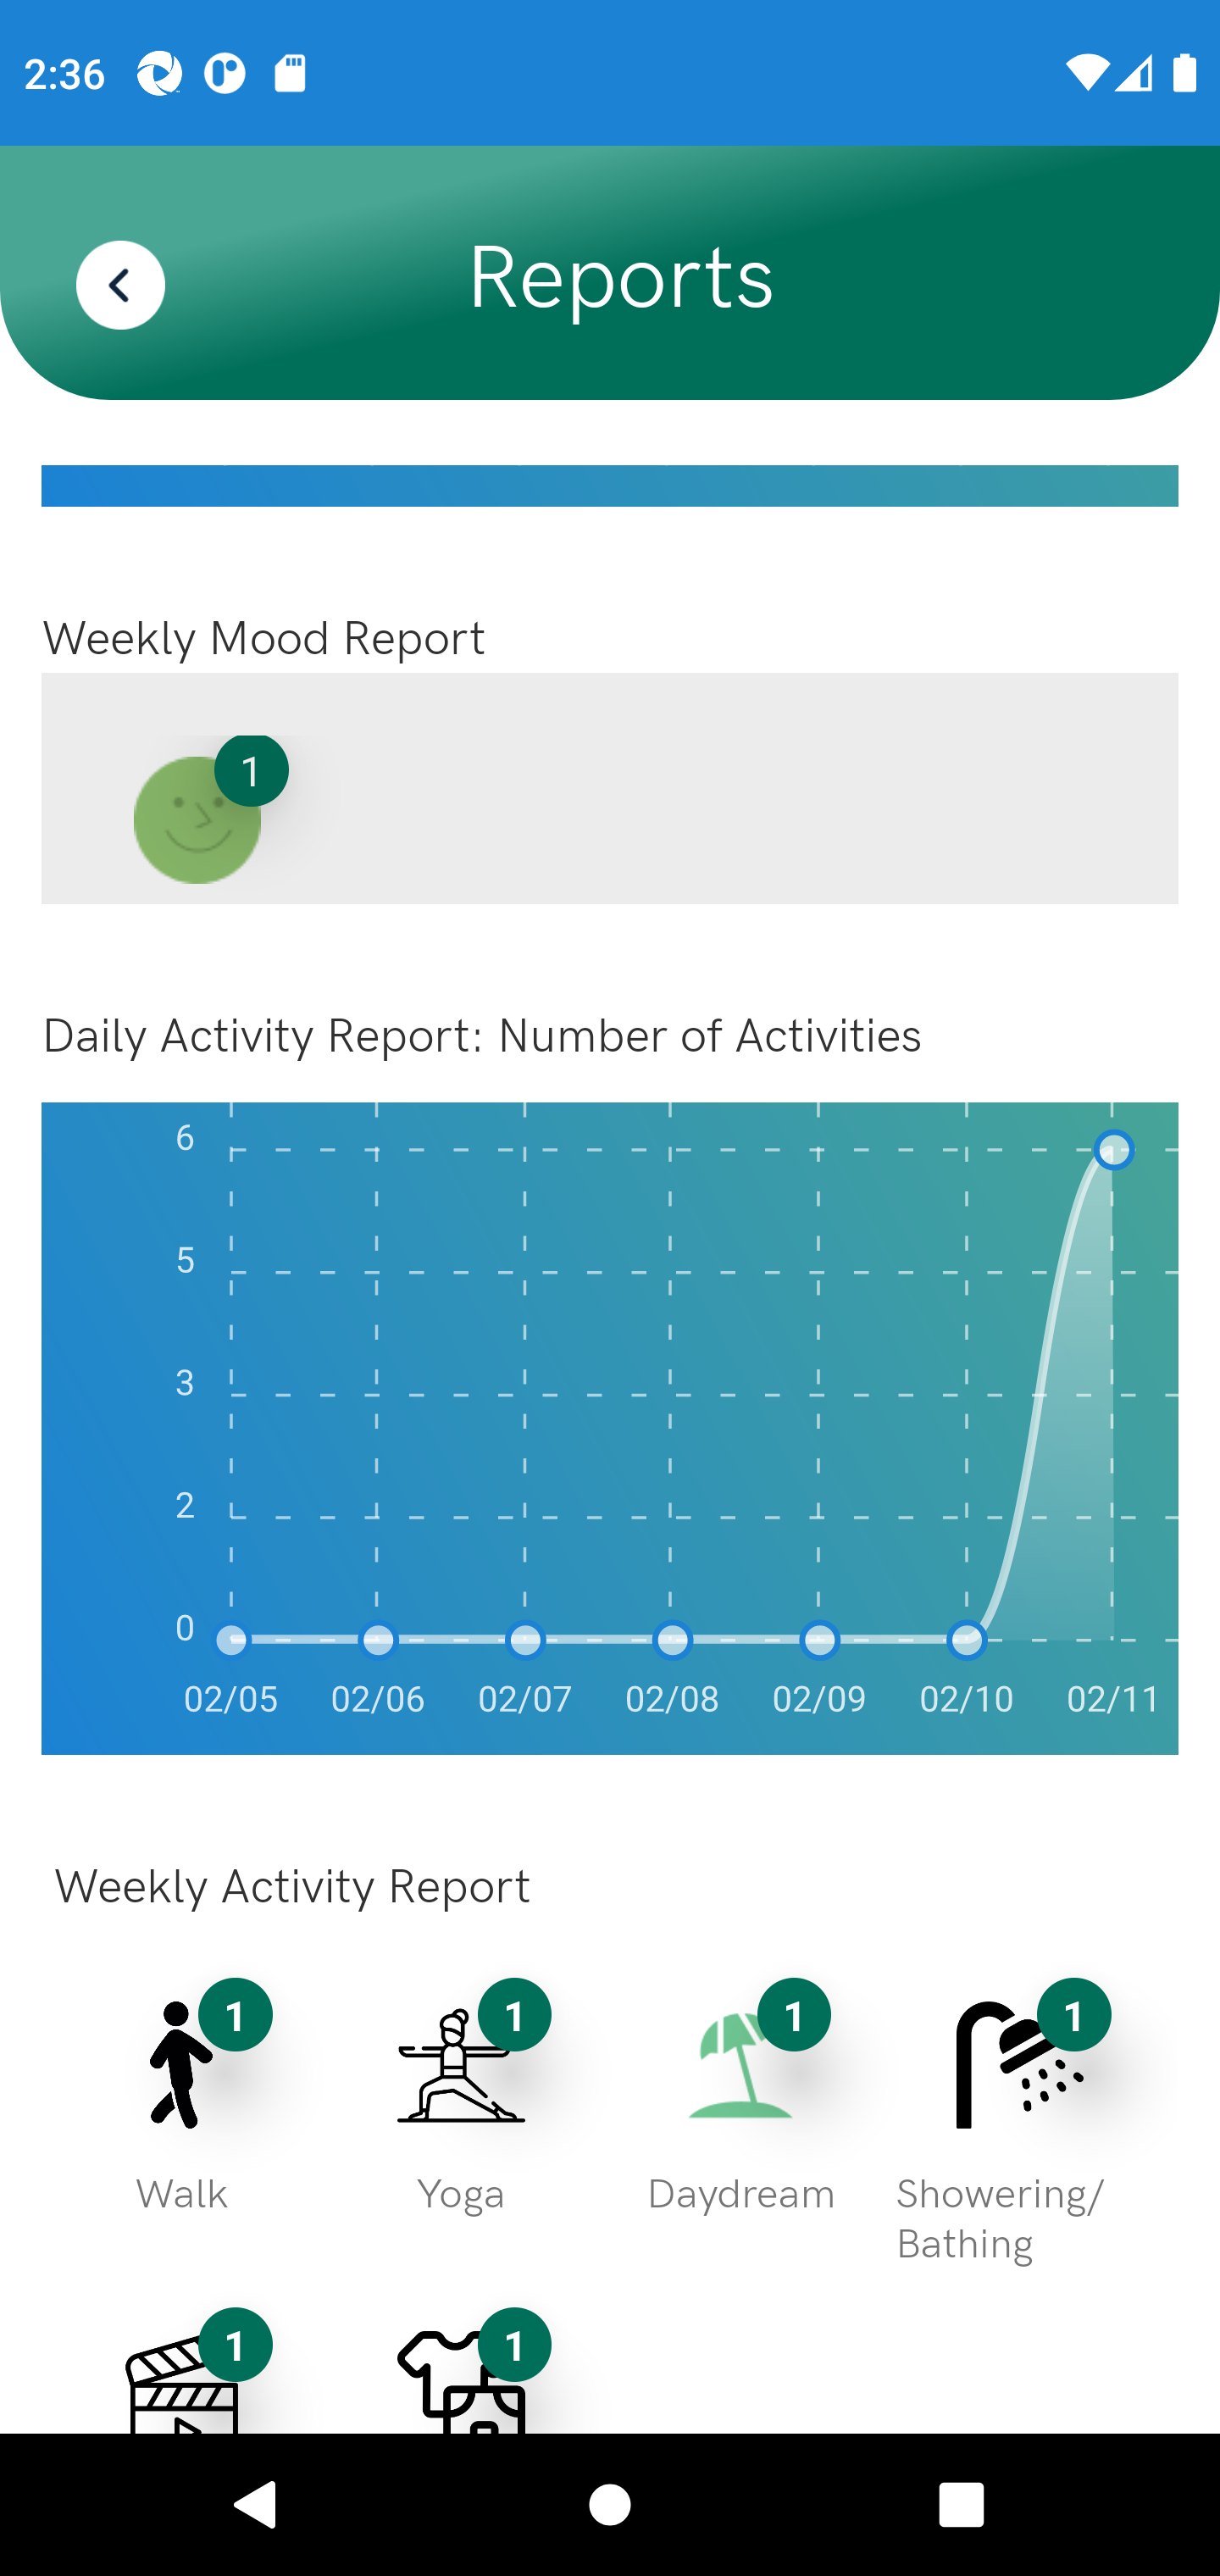 2:36
Reports
Weekly Mood Report
1
Daily Activity Report: Number of Activities
6
5
3
2
0
02/05 02/06 02/07 02/08 02/09 02/10 02/11
Weekly Activity Report
1 1 1 1
Walk Yoga Daydream Showering/
Bathing
1 1